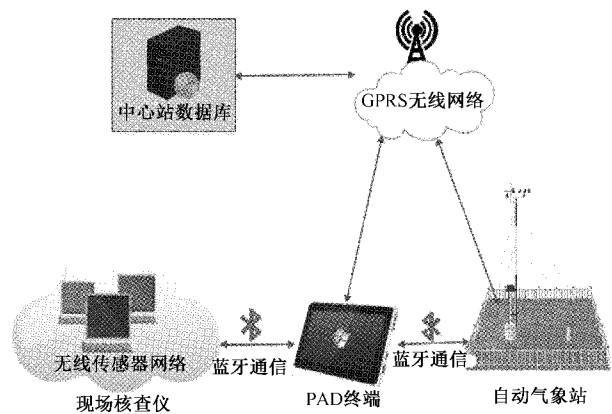 中心站数据库
GPRS无线网络
无线传感器网络
蓝牙通信
蓝牙通信
现场核查仪
PAD终端
自动气象站